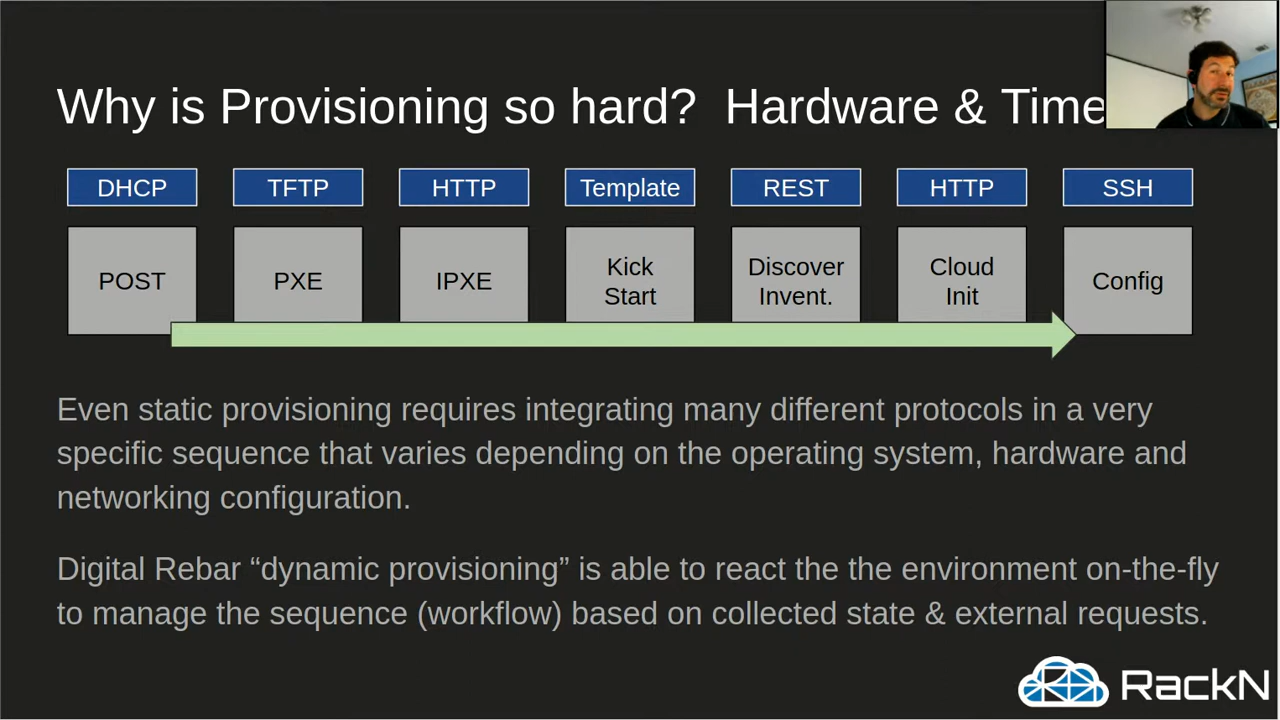 Why is Provisioning so hard?  Hardware & Time
DHCP TFTP HTTP Template REST HTTP SSH
POST PXE IPXE Kick Start Discover Invent. Cloud Init Config
Even static provisioning requires integrating many different protocols in a very
specific sequence that varies depending on the operating system, hardware and
networking configuration.
Digital Rebar “dynamic provisioning” is able to react the the environment on-the-fly
to manage the sequence (workflow) based on collected state & external requests.
RackN